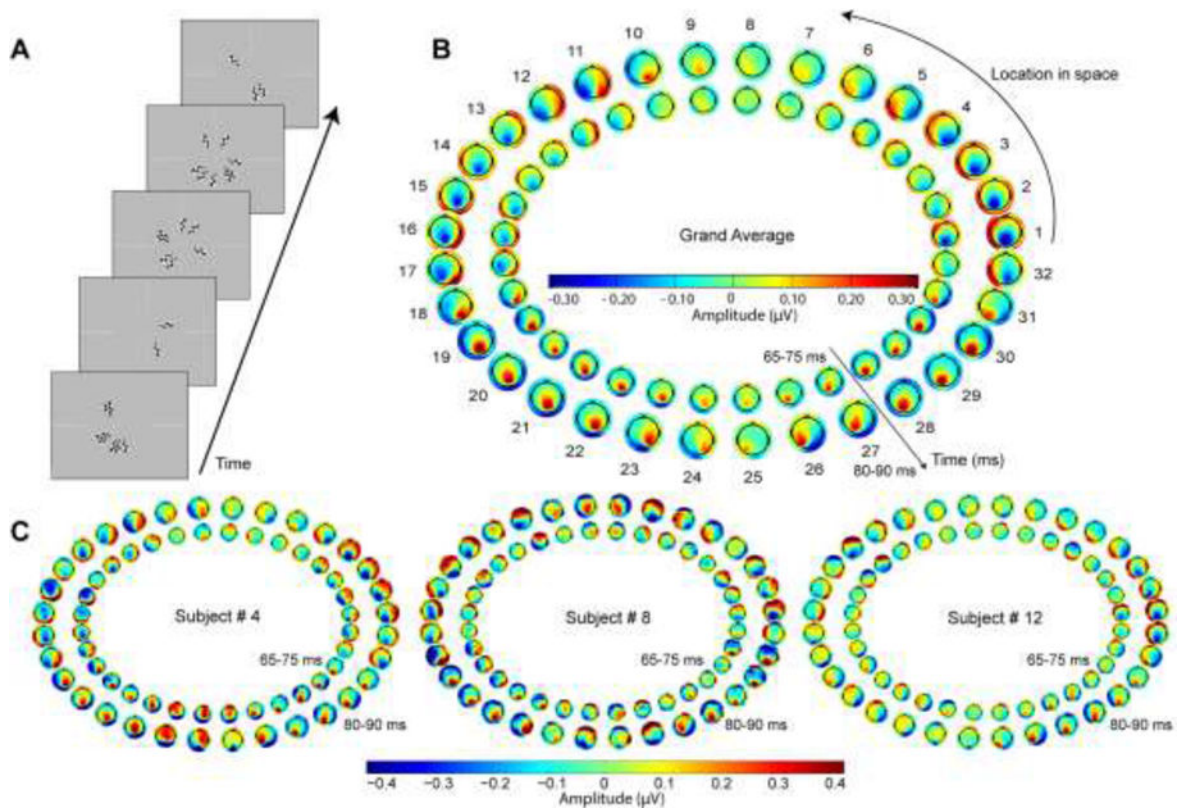 A
Time
B
Location in space
1
2
3
4
5
6
7
8
9
10
11
12
13
14
15
16
17
18
19
20
21
22
23
24
25
26
27
28
29
30
31
32
Grand Average
-0.30 -0.20 -0.10 0 0.10 0.20 0.30
Amplitude (µV)
65-75 ms
80-90 ms
Time (ms)
C
Subject # 4
65-75 ms
80-90 ms
Subject # 8
65-75 ms
80-90 ms
Subject # 12
65-75 ms
80-90 ms
−0.4 −0.3 −0.2 −0.1 0 0.1 0.2 0.3 0.4
Amplitude (µV)